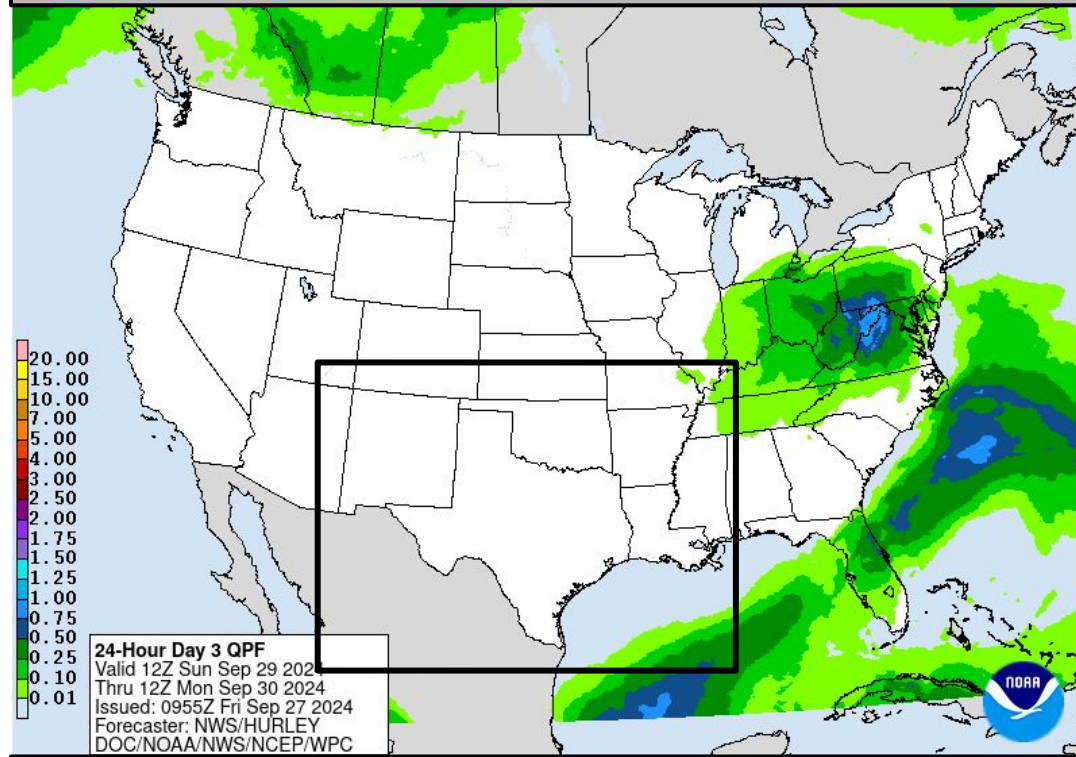 20.00
15.00
10.00
7.00
5.00
4.00
3.00
2.50
2.00
1.75
1.50
1.25
1.00
0.75
0.50
0.25
0.10
0.01
24-Hour Day 3 QPF
Valid 12Z Sun Sep 29 2024
Thru 12Z Mon Sep 30 2024
Issued: 0955Z Fri Sep 27 2024
Forecaster: NWS/HURLEY
DOC/NOAA/NWS/NCEP/WPC
NOAA